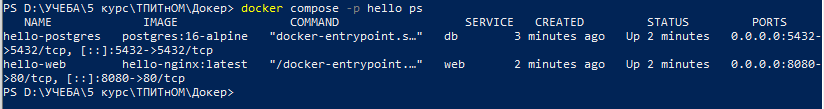 PS D:\УЧЕБА\5 курс\ТПИТнОМ\Докер> docker compose -p hello ps
NAME IMAGE COMMAND SERVICE CREATED STATUS PORTS
hello-postgres postgres:16-alpine "docker-entrypoint.s…" db 3 minutes ago Up 2 minutes 0.0.0.0:5432-
>5432/tcp, [::]:5432->5432/tcp
hello-web hello-nginx:latest "/docker-entrypoint.…" web 2 minutes ago Up 2 minutes 0.0.0.0:8080-
>80/tcp, [::]:8080->80/tcp
PS D:\УЧЕБА\5 курс\ТПИТнОМ\Докер>